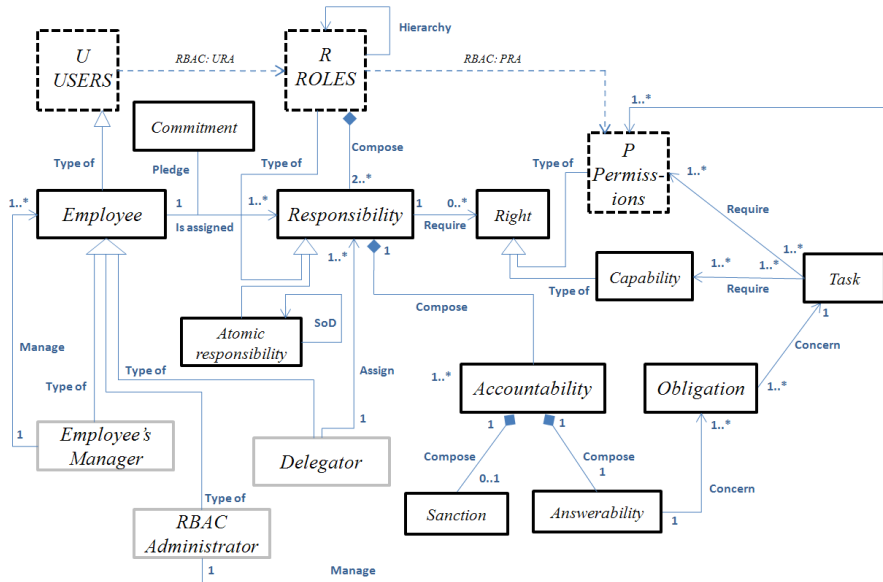 Hierarchy
U
USERS
RBAC: URA
R
ROLES
RBAC: PRA
1..*
Commitment
Compose
Type of
Type of
P
Permiss-
ions
Type of
Pledge
1..*
2..*
1..*
Employee
1
1..*
Responsibility
1
0..*
Right
Require
Is assigned
Require
1..*
1
1..*
1..*
1..*
Capability
Task
Type of
Require
1
Compose
SoD
Atomic
responsibility
Manage
Type of
Type of
Assign
Concern
1..*
Accountability
Obligation
1..*
1
1
1..*
1
Employee's
Manager
1
Delegator
Compose
Compose
1
0..1
Concern
Type of
Sanction
Answerability
1
RBAC
Administrator
1
Manage